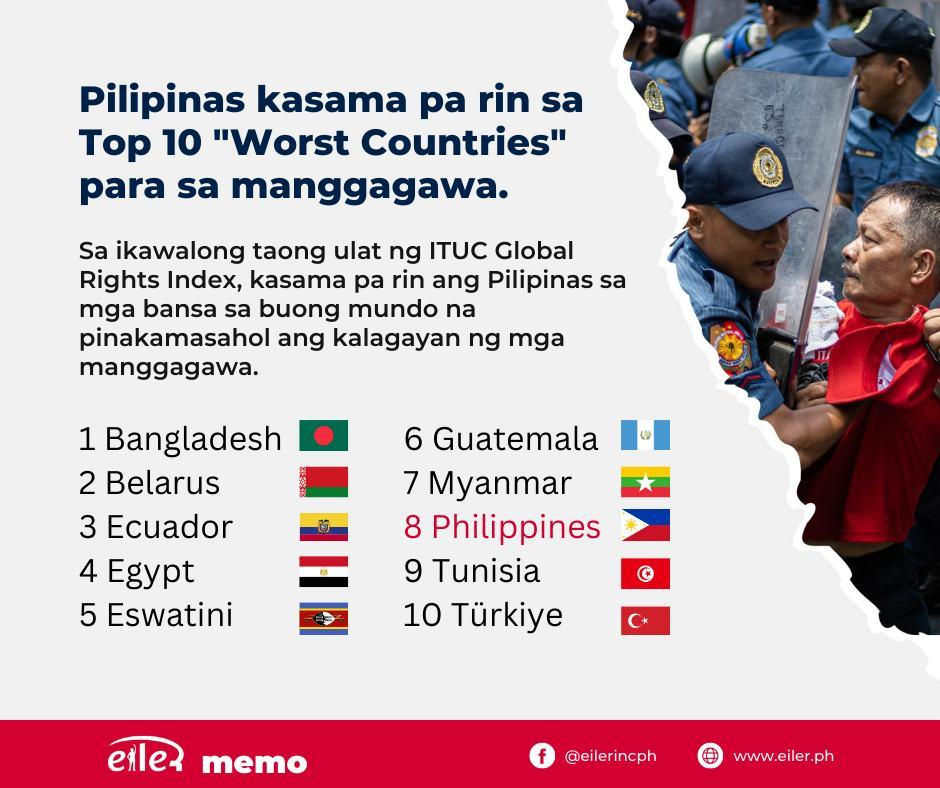 Pilipinas kasama pa rin sa
Top 10 "Worst Countries"
para sa manggagawa.
Sa ikawalong taong ulat ng ITUC Global
Rights Index, kasama pa rin ang Pilipinas sa
mga bansa sa buong mundo na
pinakamasahol ang kalagayan ng mga
manggagawa.
1 Bangladesh
2 Belarus
3 Ecuador
4 Egypt
5 Eswatini
6 Guatemala
7 Myanmar
8 Philippines
9 Tunisia
10 Türkiye
eiler memo
@eilerincph
www.eiler.ph